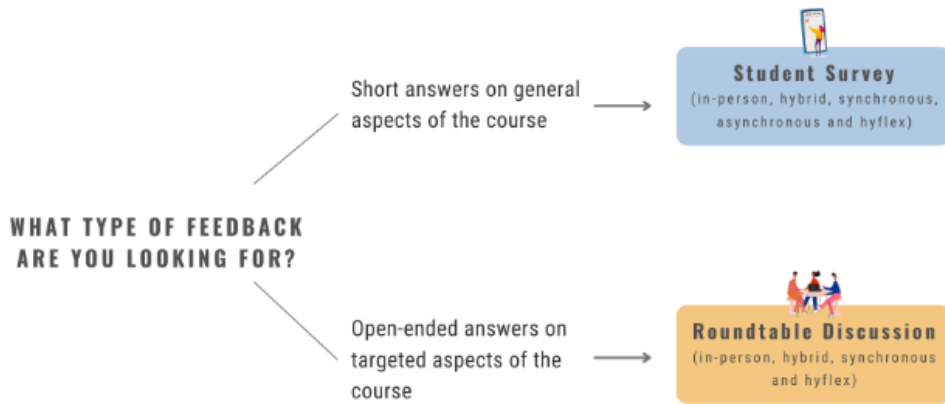 Student Survey
(in-person, hybrid, synchronous,
asynchronous and hyflex)
Short answers on general
aspects of the course
WHAT TYPE OF FEEDBACK
ARE YOU LOOKING FOR?
Open-ended answers on
targeted aspects of the
course
Roundtable Discussion
(in-person, hybrid, synchronous
and hyflex)